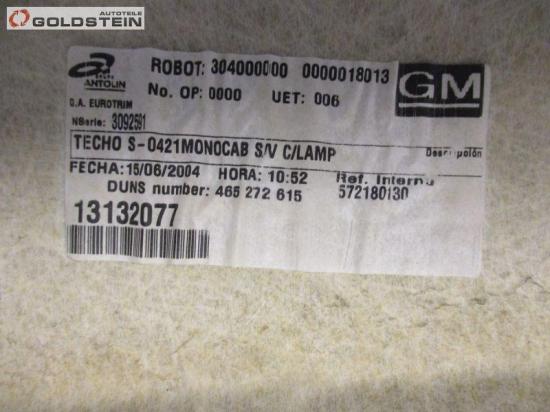 AUTOTEILE
GOLDSTEIN
ANTOLIN
G.A. EUROTRIM
NSerie: 3092591
ROBOT: 304000000 0000018013
No. OP: 0000 UET: 006
GM
TECHO S-0421MONOCAB S/V C/LAMP
Descripción
FECHA:15/06/2004 HORA: 10:52 Ref. Interna
DUNS number: 465 272 615 572180130
13132077